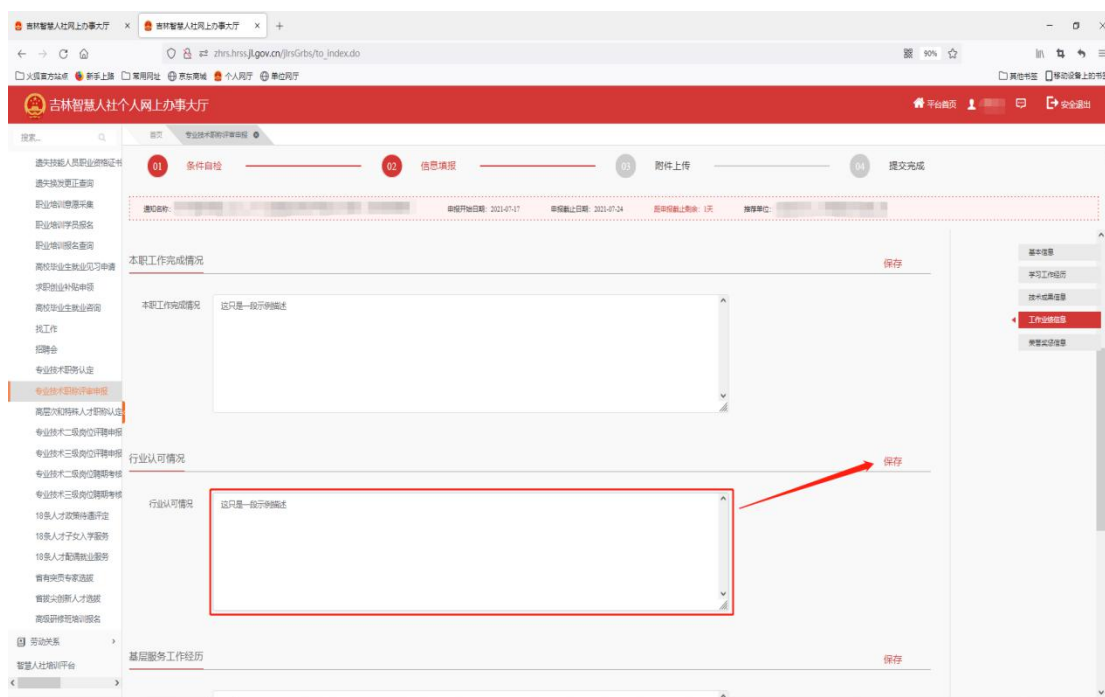 吉林智慧人社网上办事大厅
吉林智慧人社网上办事大厅
zhrs.hrss.jl.gov.cn/jlrsGrbs/to_index.do
90%
火狐官方站点
新手上路
常用网址
京东商城
个人网厅
单位网厅
其他书签
移动设备上的书签
吉林智慧人社个人网上办事大厅
平台首页
安全退出
搜索...
首页
专业技术职称评审申报
遗失技能人员职业资格证书
遗失换发更正查询
职业培训意愿采集
职业培训学员报名
职业培训报名查询
高校毕业生就业见习申请
求职创业补贴申领
高校毕业生就业咨询
找工作
招聘会
专业技术职务认定
专业技术职称评审申报
高层次和特殊人才职称认定
专业技术二级岗位评聘申报
专业技术三级岗位评聘申报
专业技术二级岗位聘期考核
专业技术三级岗位聘期考核
18条人才政策待遇评定
18条人才子女入学服务
18条人才配偶就业服务
省有突贡专家选拔
省拔尖创新人才选拔
高级研修班培训报名
劳动关系
智慧人社培训平台
01 条件自检
02 信息填报
03 附件上传
04 提交完成
通知名称:
申报开始日期: 2021-07-17
申报截止日期: 2021-07-24
距申报截止剩余: 1天
推荐单位:
本职工作完成情况
保存
本职工作完成情况
这只是一段示例描述
行业认可情况
保存
行业认可情况
这只是一段示例描述
基层服务工作经历
保存
基本信息
学习工作经历
技术成果信息
工作业绩信息
荣誉奖惩信息